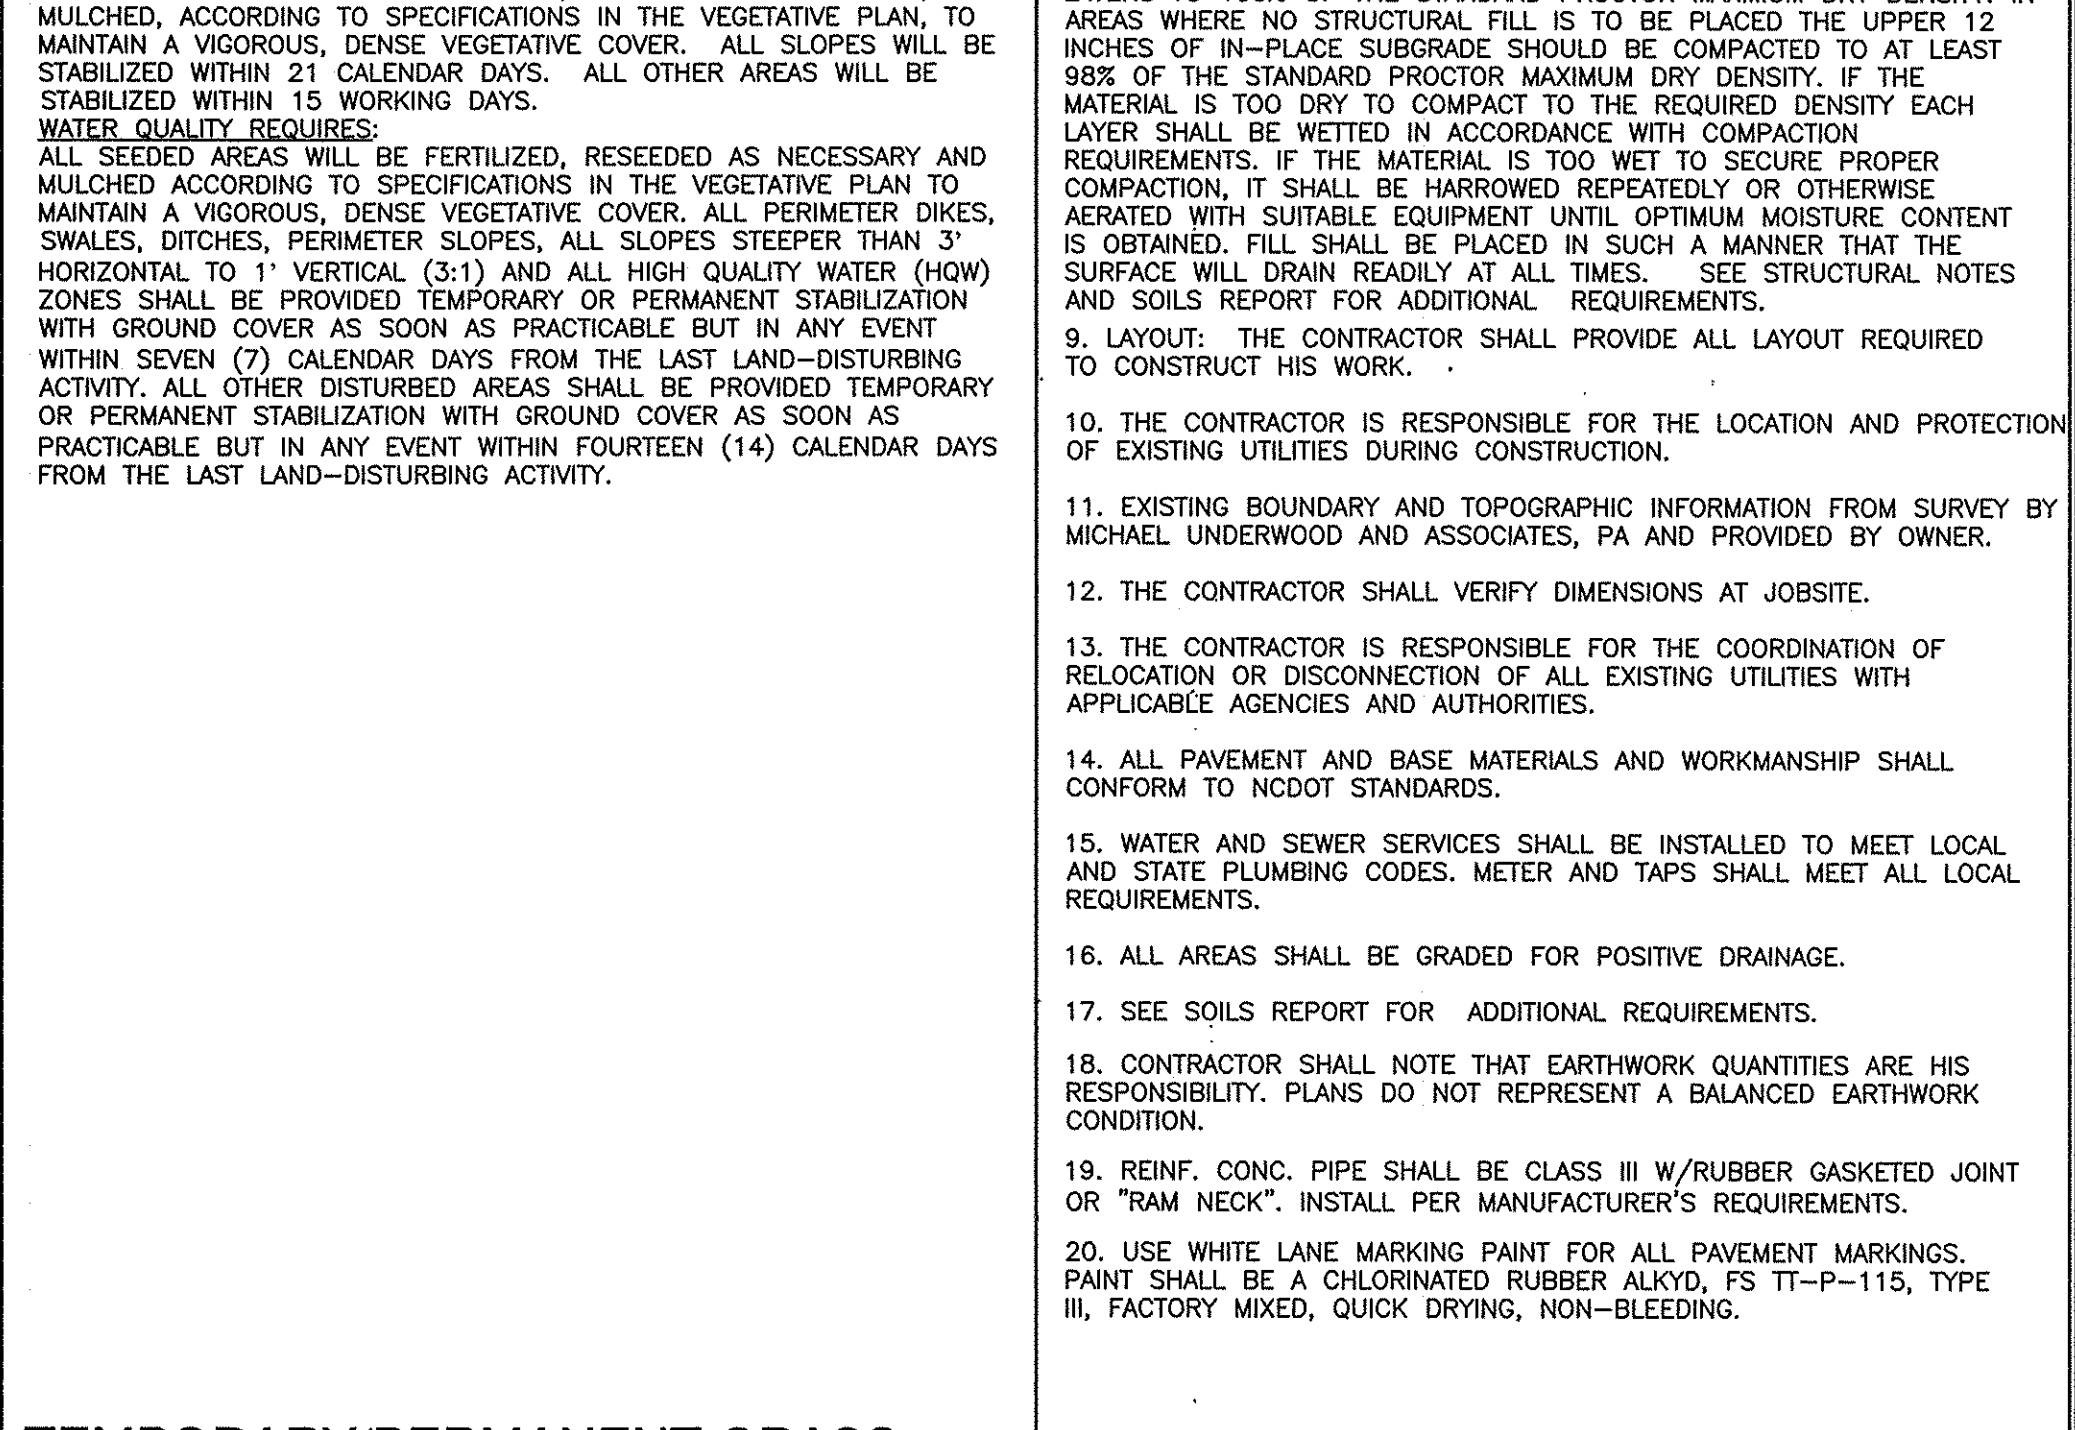 MULCHED, ACCORDING TO SPECIFICATIONS IN THE VEGETATIVE PLAN, TO
MAINTAIN A VIGOROUS, DENSE VEGETATIVE COVER. ALL SLOPES WILL BE
STABILIZED WITHIN 21 CALENDAR DAYS. ALL OTHER AREAS WILL BE
STABILIZED WITHIN 15 WORKING DAYS.
WATER QUALITY REQUIRES:
ALL SEEDED AREAS WILL BE FERTILIZED, RESEEDED AS NECESSARY AND
MULCHED ACCORDING TO SPECIFICATIONS IN THE VEGETATIVE PLAN TO
MAINTAIN A VIGOROUS, DENSE VEGETATIVE COVER. ALL PERIMETER DIKES,
SWALES, DITCHES, PERIMETER SLOPES, ALL SLOPES STEEPER THAN 3'
HORIZONTAL TO 1' VERTICAL (3:1) AND ALL HIGH QUALITY WATER (HQW)
ZONES SHALL BE PROVIDED TEMPORARY OR PERMANENT STABILIZATION
WITH GROUND COVER AS SOON AS PRACTICABLE BUT IN ANY EVENT
WITHIN SEVEN (7) CALENDAR DAYS FROM THE LAST LAND-DISTURBING
ACTIVITY. ALL OTHER DISTURBED AREAS SHALL BE PROVIDED TEMPORARY
OR PERMANENT STABILIZATION WITH GROUND COVER AS SOON AS
PRACTICABLE BUT IN ANY EVENT WITHIN FOURTEEN (14) CALENDAR DAYS
FROM THE LAST LAND-DISTURBING ACTIVITY.
AREAS WHERE NO STRUCTURAL FILL IS TO BE PLACED THE UPPER 12
INCHES OF IN-PLACE SUBGRADE SHOULD BE COMPACTED TO AT LEAST
98% OF THE STANDARD PROCTOR MAXIMUM DRY DENSITY. IF THE
MATERIAL IS TOO DRY TO COMPACT TO THE REQUIRED DENSITY EACH
LAYER SHALL BE WETTED IN ACCORDANCE WITH COMPACTION
REQUIREMENTS. IF THE MATERIAL IS TOO WET TO SECURE PROPER
COMPACTION, IT SHALL BE HARROWED REPEATEDLY OR OTHERWISE
AERATED WITH SUITABLE EQUIPMENT UNTIL OPTIMUM MOISTURE CONTENT
IS OBTAINED. FILL SHALL BE PLACED IN SUCH A MANNER THAT THE
SURFACE WILL DRAIN READILY AT ALL TIMES. SEE STRUCTURAL NOTES
AND SOILS REPORT FOR ADDITIONAL REQUIREMENTS.
9. LAYOUT: THE CONTRACTOR SHALL PROVIDE ALL LAYOUT REQUIRED
TO CONSTRUCT HIS WORK.
10. THE CONTRACTOR IS RESPONSIBLE FOR THE LOCATION AND PROTECTION
OF EXISTING UTILITIES DURING CONSTRUCTION.
11. EXISTING BOUNDARY AND TOPOGRAPHIC INFORMATION FROM SURVEY BY
MICHAEL UNDERWOOD AND ASSOCIATES, PA AND PROVIDED BY OWNER.
12. THE CONTRACTOR SHALL VERIFY DIMENSIONS AT JOBSITE.
13. THE CONTRACTOR IS RESPONSIBLE FOR THE COORDINATION OF
RELOCATION OR DISCONNECTION OF ALL EXISTING UTILITIES WITH
APPLICABLE AGENCIES AND AUTHORITIES.
14. ALL PAVEMENT AND BASE MATERIALS AND WORKMANSHIP SHALL
CONFORM TO NCDOT STANDARDS.
15. WATER AND SEWER SERVICES SHALL BE INSTALLED TO MEET LOCAL
AND STATE PLUMBING CODES. METER AND TAPS SHALL MEET ALL LOCAL
REQUIREMENTS.
16. ALL AREAS SHALL BE GRADED FOR POSITIVE DRAINAGE.
17. SEE SOILS REPORT FOR ADDITIONAL REQUIREMENTS.
18. CONTRACTOR SHALL NOTE THAT EARTHWORK QUANTITIES ARE HIS
RESPONSIBILITY. PLANS DO NOT REPRESENT A BALANCED EARTHWORK
CONDITION.
19. REINF. CONC. PIPE SHALL BE CLASS III W/RUBBER GASKETED JOINT
OR "RAM NECK". INSTALL PER MANUFACTURER'S REQUIREMENTS.
20. USE WHITE LANE MARKING PAINT FOR ALL PAVEMENT MARKINGS.
PAINT SHALL BE A CHLORINATED RUBBER ALKYD, FS TT-P-115, TYPE
III, FACTORY MIXED, QUICK DRYING, NON-BLEEDING.